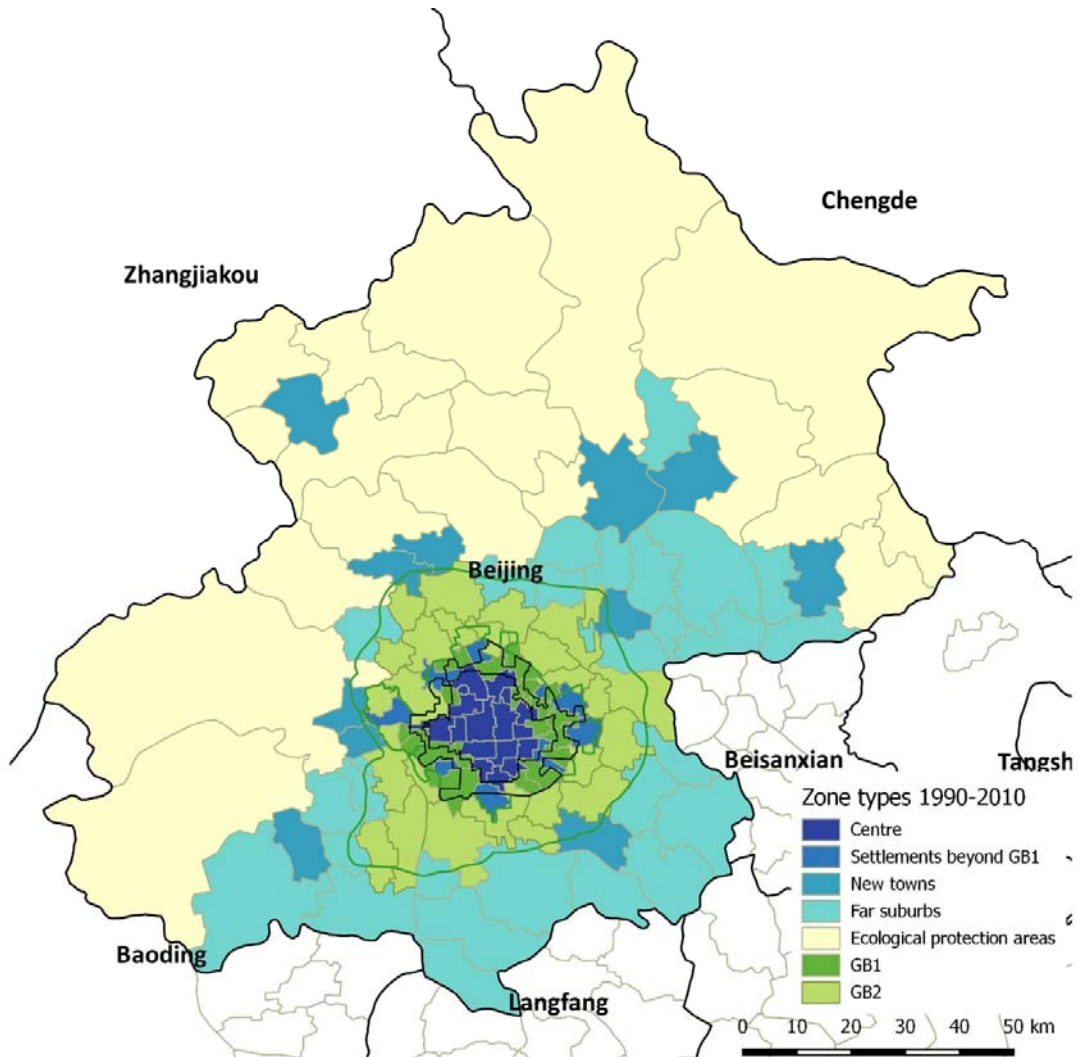 Chengde
Zhangjiakou
Beijing
Beisanxian
Tangsh
Zone types 1990-2010
Centre
Settlements beyond GB1
New towns
Far suburbs
Ecological protection areas
GB1
GB2
Baoding
Langfang
0 10 20 30 40 50 km